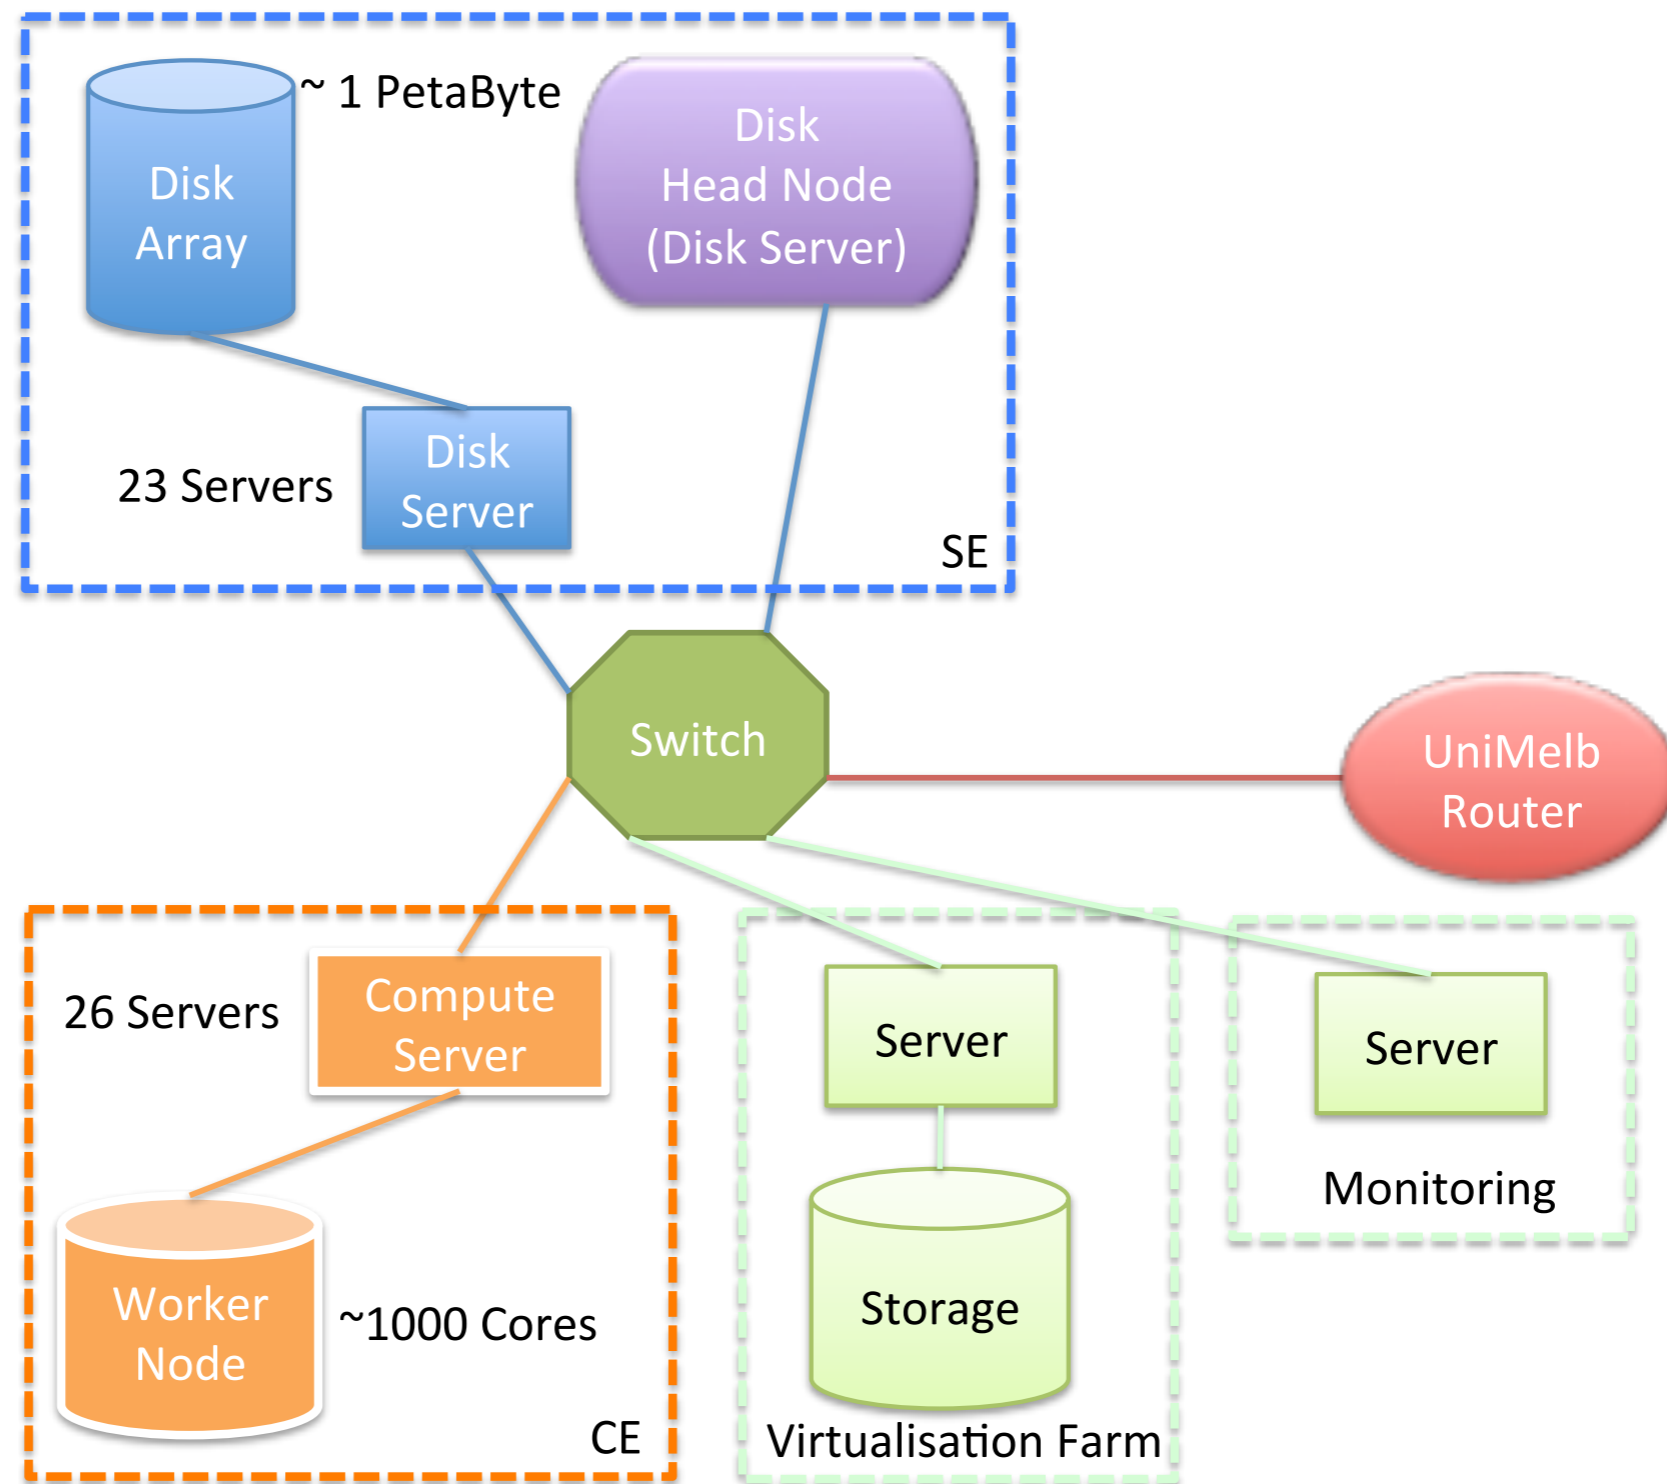 ~ 1 PetaByte
Disk
Array
Disk
Head Node
(Disk Server)
23 Servers
Disk
Server
SE
Switch
UniMelb
Router
26 Servers
Compute
Server
Worker
Node
~1000 Cores
CE
Server
Storage
Virtualisation Farm
Server
Monitoring